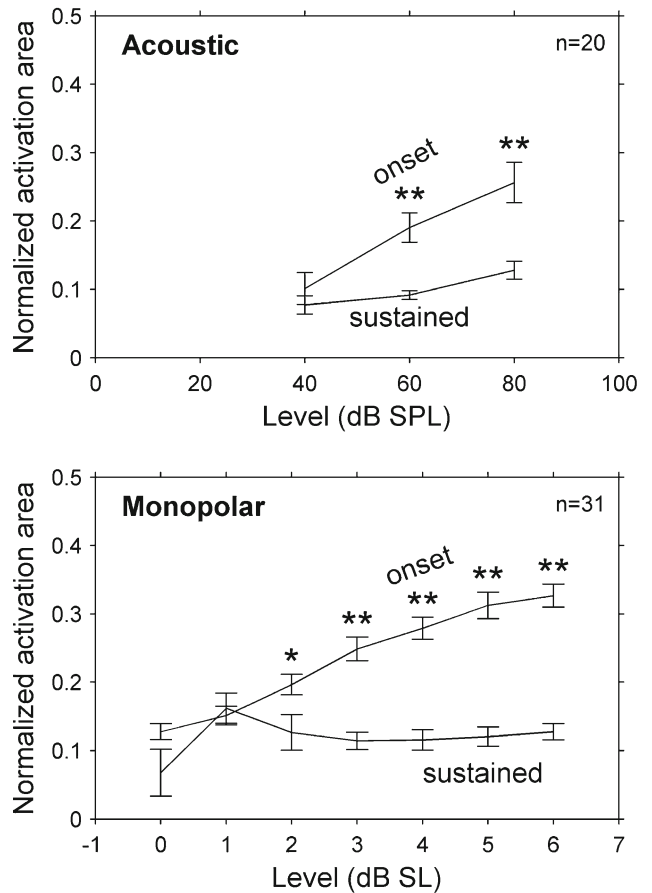 0.5
Acoustic
n=20
0.4
0.3
**
onset
**
0.2
0.1
sustained
0
0
20
40
60
80
100
Normalized activation area
Level (dB SPL)
0.5
Monopolar
n=31
0.4
onset
**
**
**
0.3
**
*
0.2
0.1
sustained
0
-1
0
1
2
3
4
5
6
7
Normalized activation area
Level (dB SL)